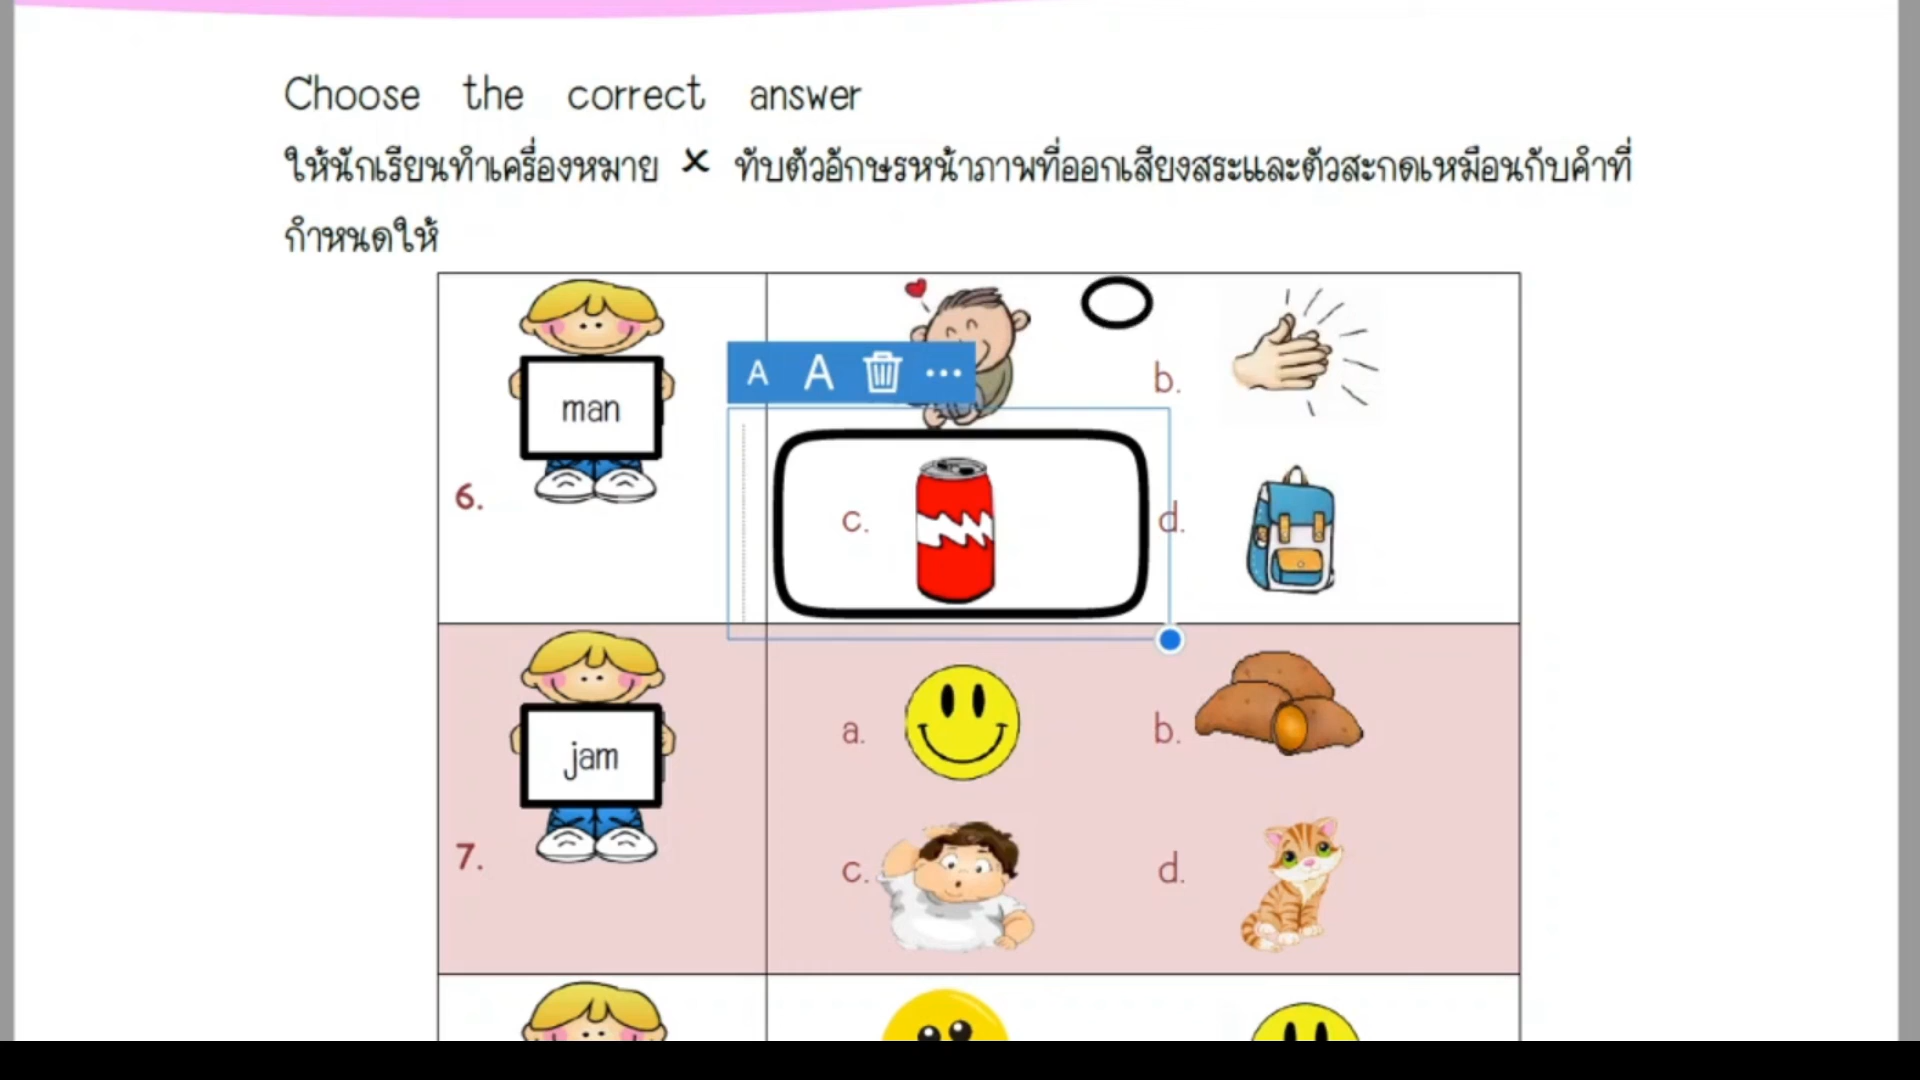 Choose the correct answer
ให้นักเรียนทำเครื่องหมาย × ทับตัวอักษรหน้าภาพที่ออกเสียงสระและตัวสะกดเหมือนกับคำที่
กำหนดให้
A A ...
b.
man
6.
c.
d.
a.
b.
jam
7.
c.
d.